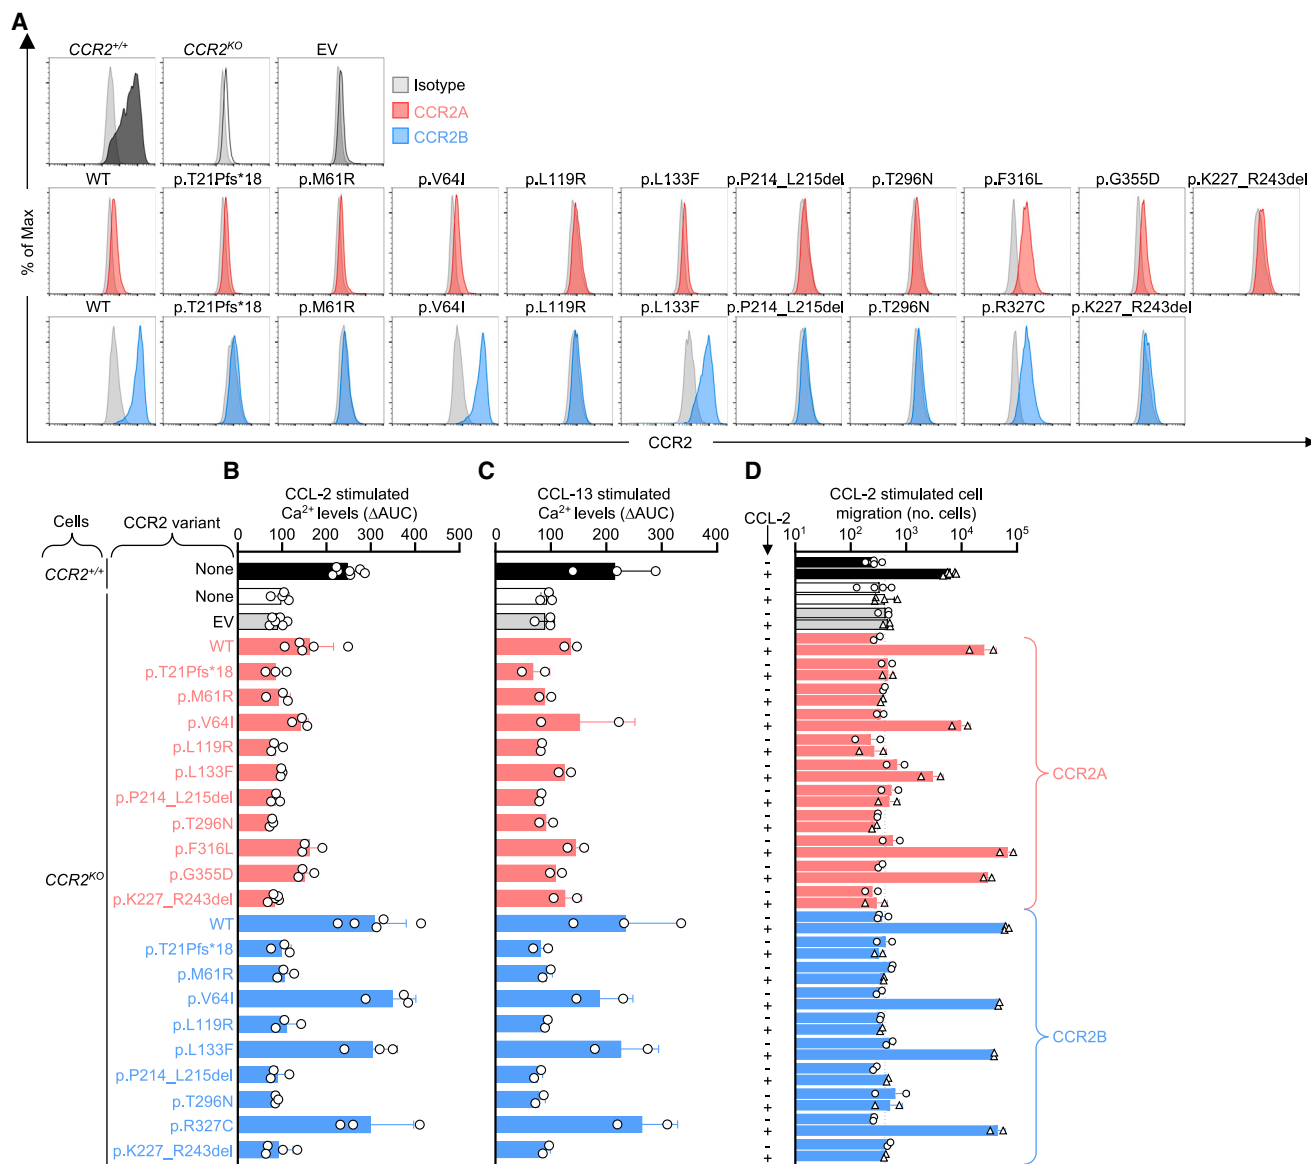 A
CCR2+/+ CCR2KO EV
Isotype
CCR2A
CCR2B
WT p.T21Pfs*18 p.M61R p.V64I p.L119R p.L133F p.P214_L215del p.T296N p.F316L p.G355D p.K227_R243del
% of Max
WT p.T21Pfs*18 p.M61R p.V64I p.L119R p.L133F p.P214_L215del p.T296N p.R327C p.K227_R243del
CCR2
B C D
CCL-2 stimulated Ca2+ levels (ΔAUC)
CCL-13 stimulated Ca2+ levels (ΔAUC)
CCL-2 stimulated cell migration (no. cells)
Cells CCR2 variant
CCL-2
0 100 200 300 400 500
0 200 400
10¹ 10² 10³ 10⁴ 10⁵
CCR2+/+ None - +
CCR2KO
None - +
EV - +
WT - +
p.T21Pfs*18 - +
p.M61R - +
p.V64I - +
p.L119R - +
p.L133F - +
p.P214_L215del - +
p.T296N - +
p.F316L - +
p.G355D - +
p.K227_R243del - +
CCR2A
WT - +
p.T21Pfs*18 - +
p.M61R - +
p.V64I - +
p.L119R - +
p.L133F - +
p.P214_L215del - +
p.T296N - +
p.R327C - +
p.K227_R243del - +
CCR2B